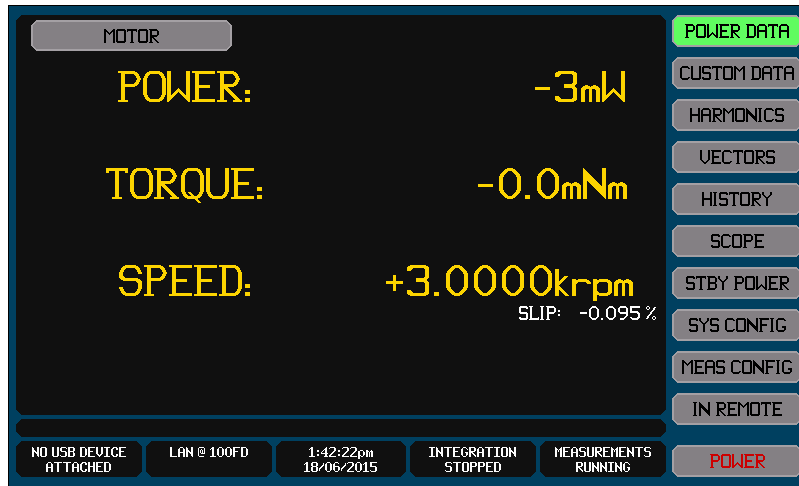 MOTOR
POWER: -3mW
TORQUE: -0.0mNm
SPEED: +3.0000krpm
SLIP: -0.095 %
POWER DATA
CUSTOM DATA
HARMONICS
VECTORS
HISTORY
SCOPE
STBY POWER
SYS CONFIG
MEAS CONFIG
IN REMOTE
NO USB DEVICE
ATTACHED
LAN @ 100FD
1:42:22pm
18/06/2015
INTEGRATION
STOPPED
MEASUREMENTS
RUNNING
POWER